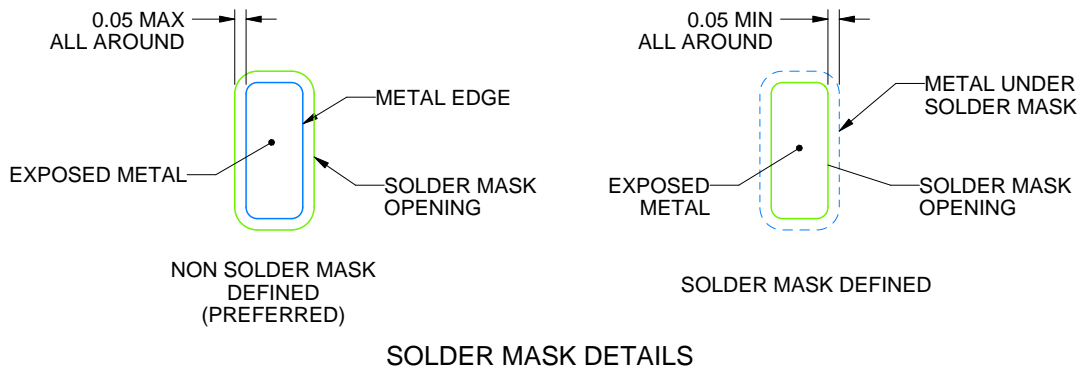 0.05 MAX
ALL AROUND
METAL EDGE
EXPOSED METAL
SOLDER MASK
OPENING
NON SOLDER MASK
DEFINED
(PREFERRED)
0.05 MIN
ALL AROUND
METAL UNDER
SOLDER MASK
EXPOSED
METAL
SOLDER MASK
OPENING
SOLDER MASK DEFINED
SOLDER MASK DETAILS